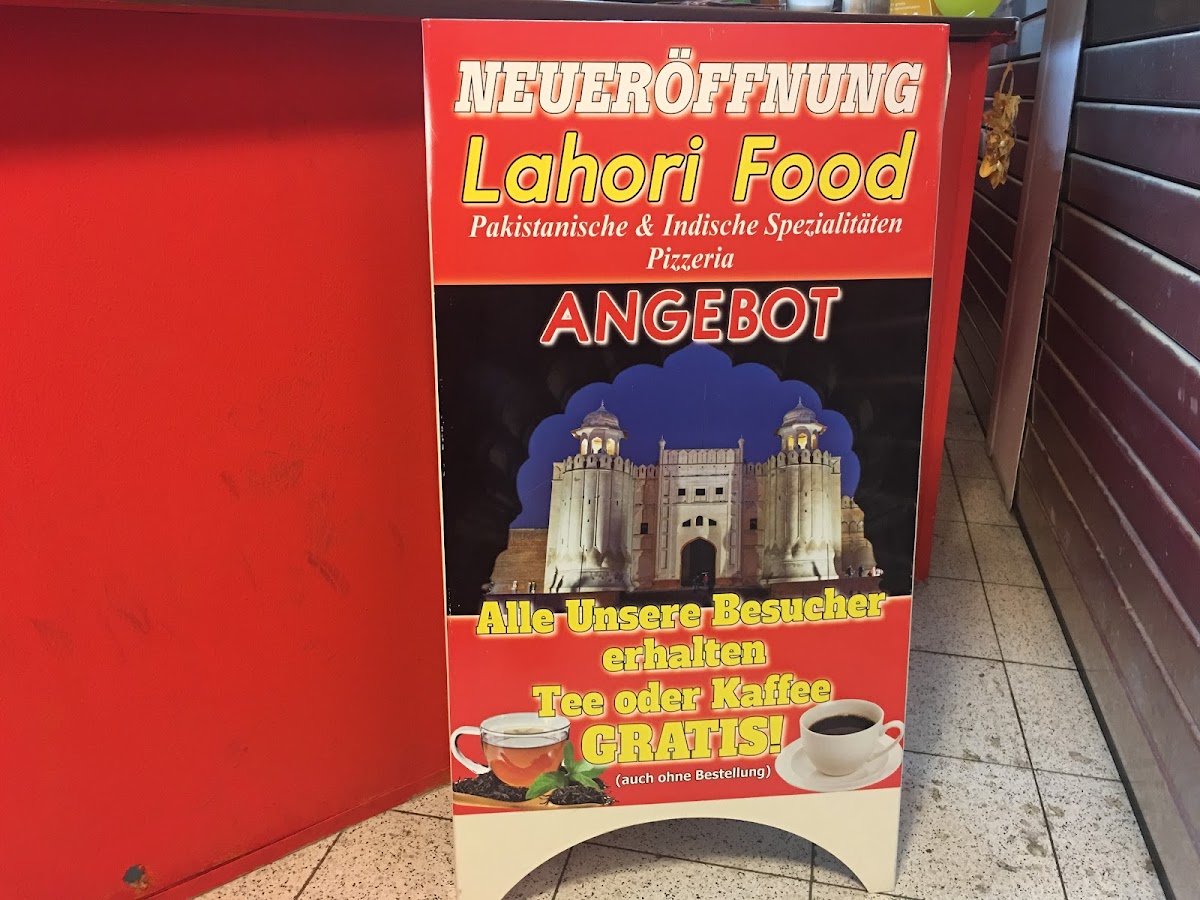 NEUERÖFFNUNG
Lahori Food
Pakistanische & Indische Spezialitäten
Pizzeria
ANGEBOT
Alle Unsere Besucher
erhalten
Tee oder Kaffee
GRATIS!
(auch ohne Bestellung)